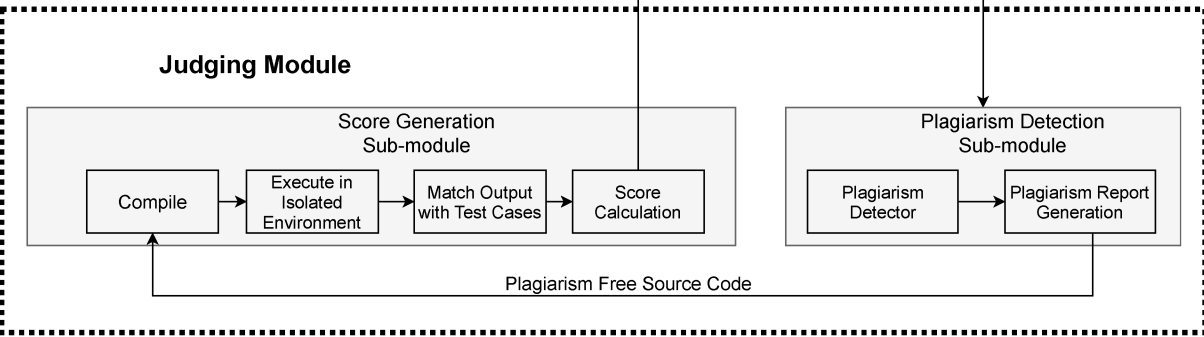 Judging Module
Score Generation
Sub-module
Compile
Execute in
Isolated
Environment
Match Output
with Test Cases
Score
Calculation
Plagiarism Detection
Sub-module
Plagiarism
Detector
Plagiarism Report
Generation
Plagiarism Free Source Code